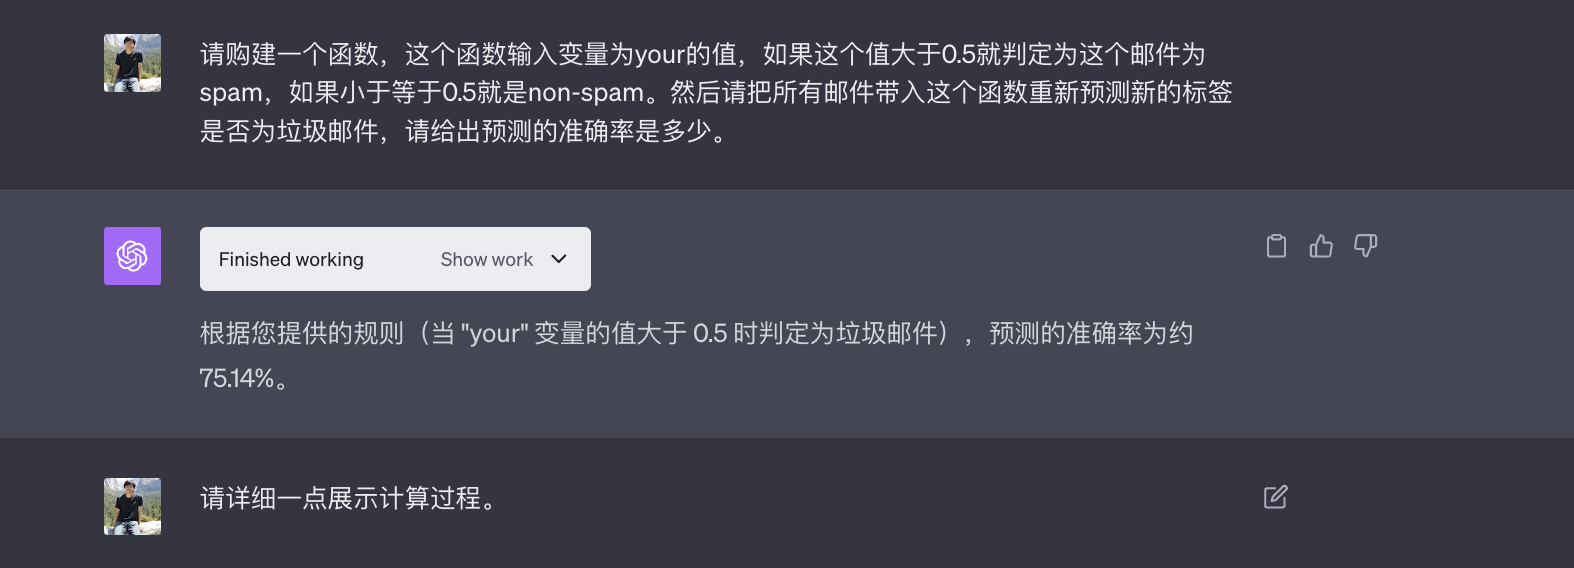 请购建一个函数，这个函数输入变量为your的值，如果这个值大于0.5就判定为这个邮件为
spam，如果小于等于0.5就是non-spam。然后请把所有邮件带入这个函数重新预测新的标签
是否为垃圾邮件，请给出预测的准确率是多少。
Finished working Show work
根据您提供的规则（当 "your" 变量的值大于 0.5 时判定为垃圾邮件），预测的准确率为约
75.14%。
请详细一点展示计算过程。